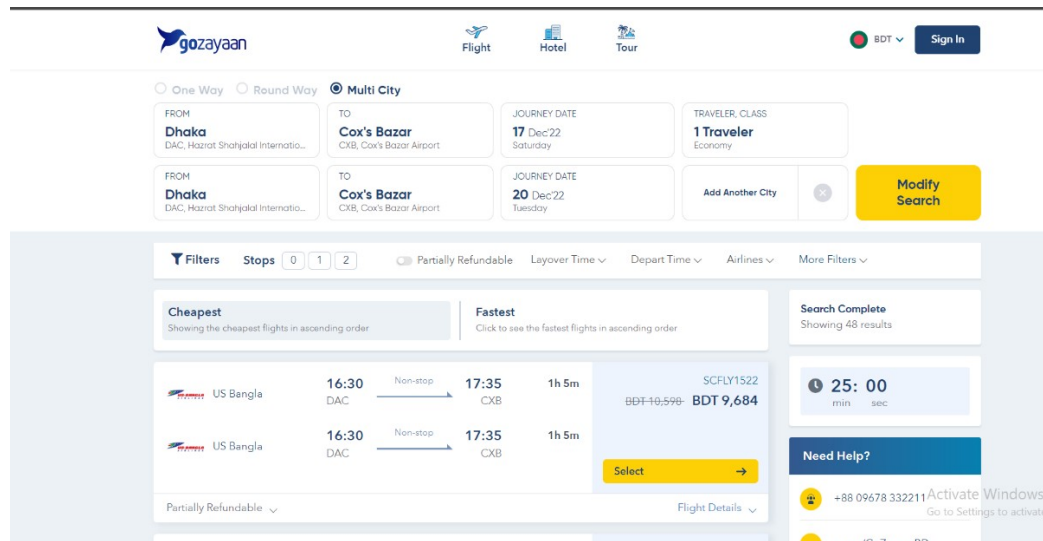 gozayaan
Flight
Hotel
Tour
BDT
Sign In
One Way
Round Way
Multi City
FROM
Dhaka
DAC, Hazrat Shahjalal Internatio...
TO
Cox's Bazar
CXB, Cox's Bazar Airport
JOURNEY DATE
17 Dec'22
Saturday
TRAVELER, CLASS
1 Traveler
Economy
FROM
Dhaka
DAC, Hazrat Shahjalal Internatio...
TO
Cox's Bazar
CXB, Cox's Bazar Airport
JOURNEY DATE
20 Dec'22
Tuesday
Add Another City
Modify
Search
Filters
Stops
0
1
2
Partially Refundable
Layover Time
Depart Time
Airlines
More Filters
Cheapest
Showing the cheapest flights in ascending order
Fastest
Click to see the fastest flights in ascending order
Search Complete
Showing 48 results
US Bangla
16:30
DAC
Non-stop
17:35
CXB
1h 5m
SCFLY1522
BDT 10,598 BDT 9,684
US Bangla
16:30
DAC
Non-stop
17:35
CXB
1h 5m
Select
Partially Refundable
Flight Details
25: 00
min sec
Need Help?
+88 09678 332211
Activate Windows
Go to Settings to activate